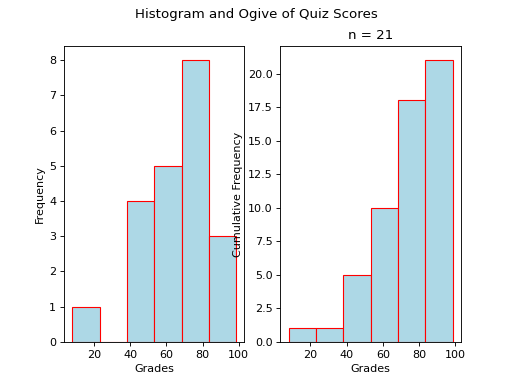 Histogram and Ogive of Quiz Scores
n = 21
Frequency
8
7
6
5
4
3
2
1
0
20 40 60 80 100
Grades
Cumulative Frequency
20.0
17.5
15.0
12.5
10.0
7.5
5.0
2.5
0.0
20 40 60 80 100
Grades